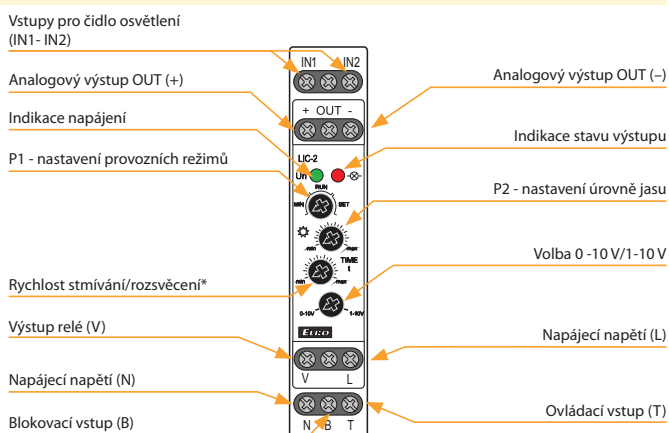 Vstupy pro čidlo osvětlení
(IN1- IN2)
Analogový výstup OUT (+)
Indikace napájení
P1 - nastavení provozních režimů
Rychlost stmívání/rozsvěcení*
Výstup relé (V)
Napájecí napětí (N)
Blokovací vstup (B)
IN1 IN2
+ OUT -
LIC-2
Un
RUN
MIN SET
min max
TIME
t
min max
0-10V 1-10V
ELKO
V L
N B T
Analogový výstup OUT (–)
Indikace stavu výstupu
P2 - nastavení úrovně jasu
Volba 0 -10 V/1-10 V
Napájecí napětí (L)
Ovládací vstup (T)